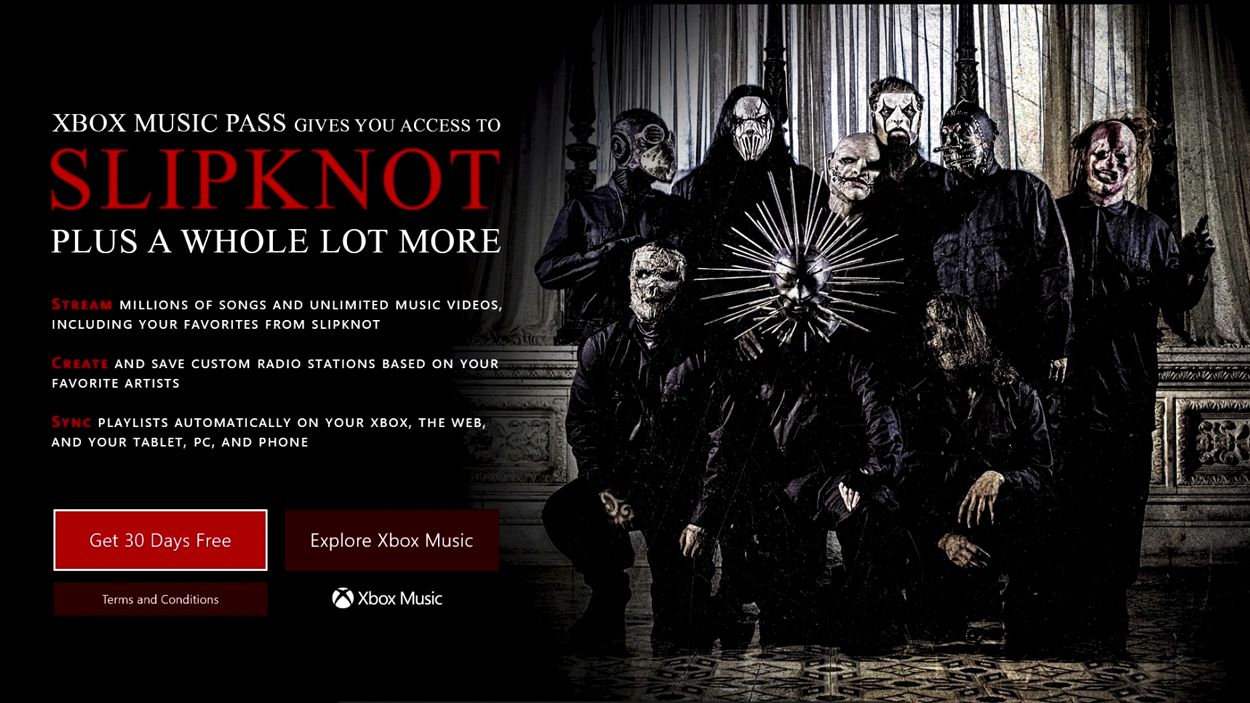 XBOX MUSIC PASS GIVES YOU ACCESS TO
SLIPKNOT
PLUS A WHOLE LOT MORE
STREAM MILLIONS OF SONGS AND UNLIMITED MUSIC VIDEOS,
INCLUDING YOUR FAVORITES FROM SLIPKNOT
CREATE AND SAVE CUSTOM RADIO STATIONS BASED ON YOUR
FAVORITE ARTISTS
SYNC PLAYLISTS AUTOMATICALLY ON YOUR XBOX, THE WEB,
AND YOUR TABLET, PC, AND PHONE
Get 30 Days Free
Explore Xbox Music
Terms and Conditions
Xbox Music